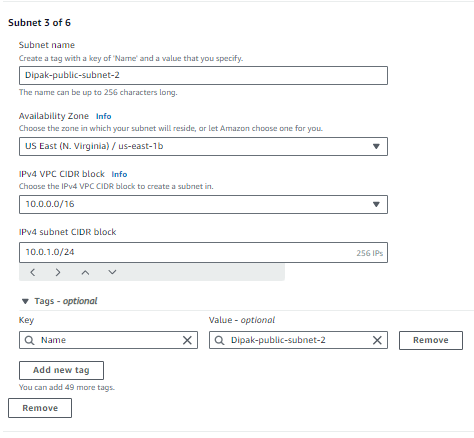 Subnet 3 of 6
Subnet name
Create a tag with a key of 'Name' and a value that you specify.
Dipak-public-subnet-2
The name can be up to 256 characters long.
Availability Zone Info
Choose the zone in which your subnet will reside, or let Amazon choose one for you.
US East (N. Virginia) / us-east-1b
IPv4 VPC CIDR block Info
Choose the IPv4 VPC CIDR block to create a subnet in.
10.0.0.0/16
IPv4 subnet CIDR block
10.0.1.0/24 256 IPs
Tags - optional
Key Value - optional
Name Dipak-public-subnet-2 Remove
Add new tag
You can add 49 more tags.
Remove